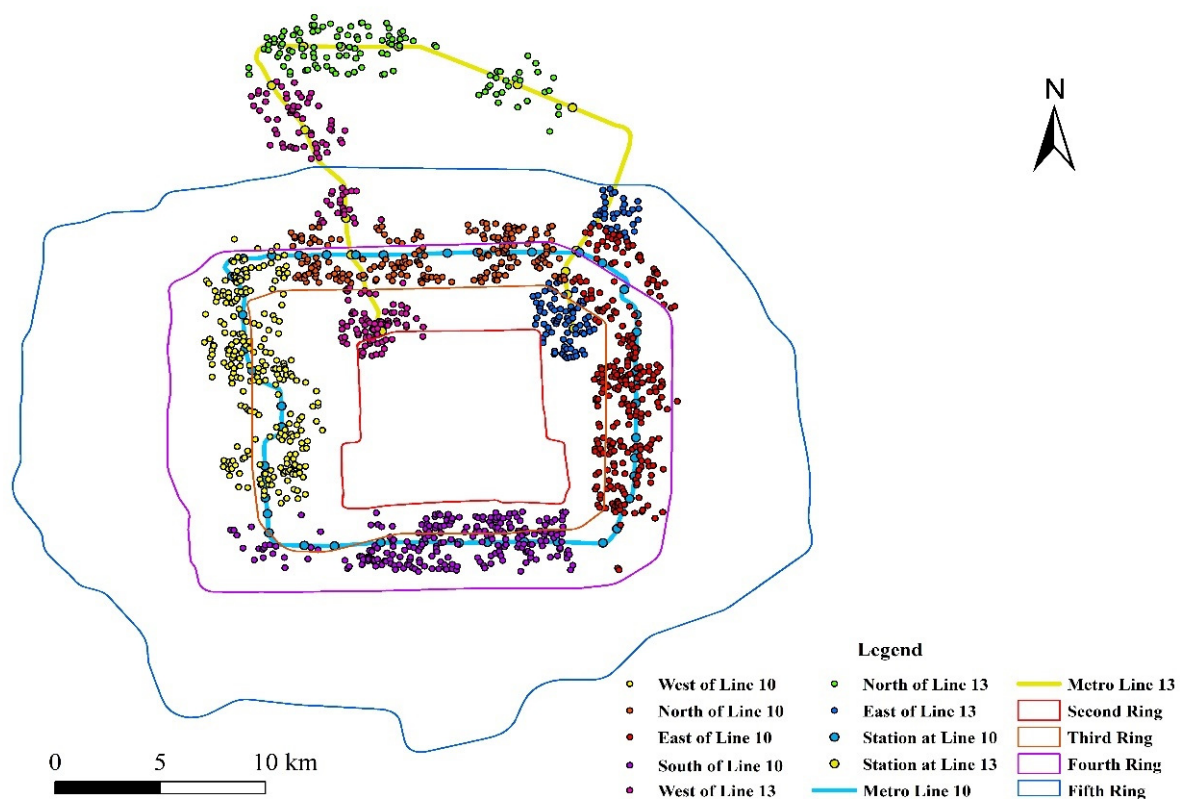 N
Legend
West of Line 10
North of Line 13
Metro Line 13
North of Line 10
East of Line 13
Second Ring
East of Line 10
Station at Line 10
Third Ring
South of Line 10
Station at Line 13
Fourth Ring
West of Line 13
Metro Line 10
Fifth Ring
0 5 10 km